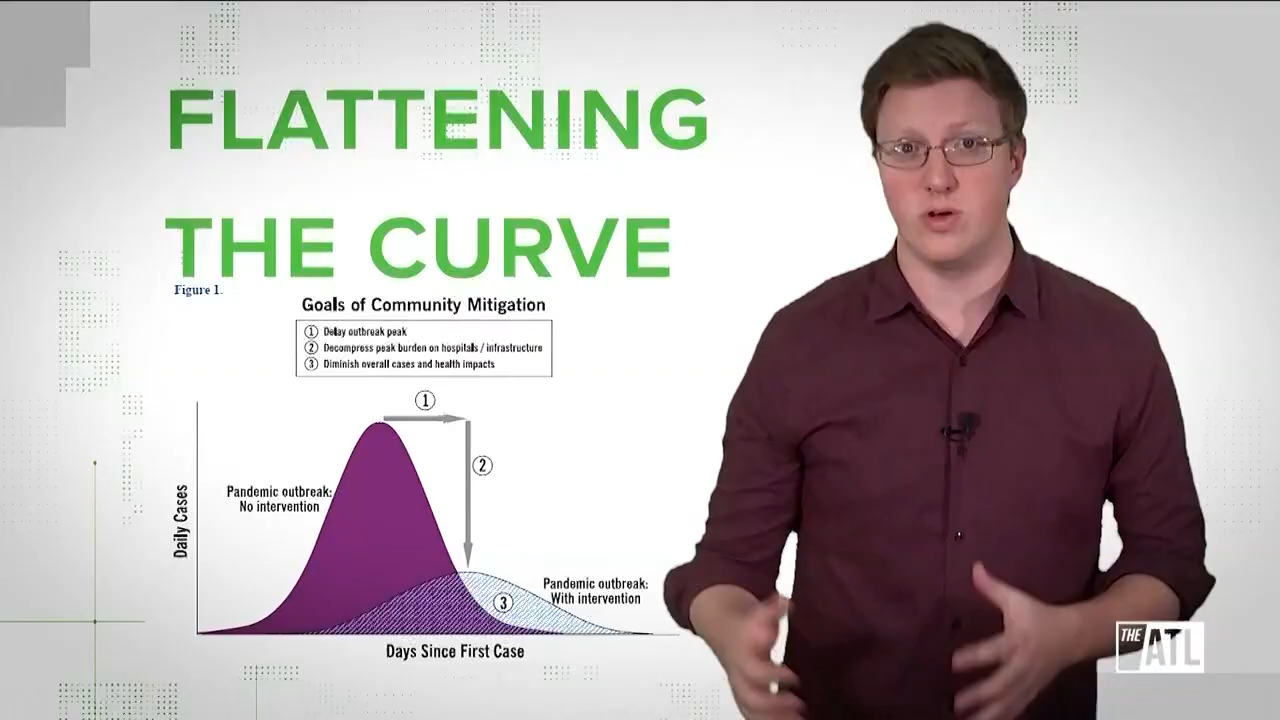 FLATTENING
THE CURVE
Figure 1.
Goals of Community Mitigation
① Delay outbreak peak
② Decompress peak burden on hospitals / infrastructure
③ Diminish overall cases and health impacts
①
②
Pandemic outbreak:
No intervention
Daily Cases
Pandemic outbreak:
With intervention
③
Days Since First Case
THE ATL